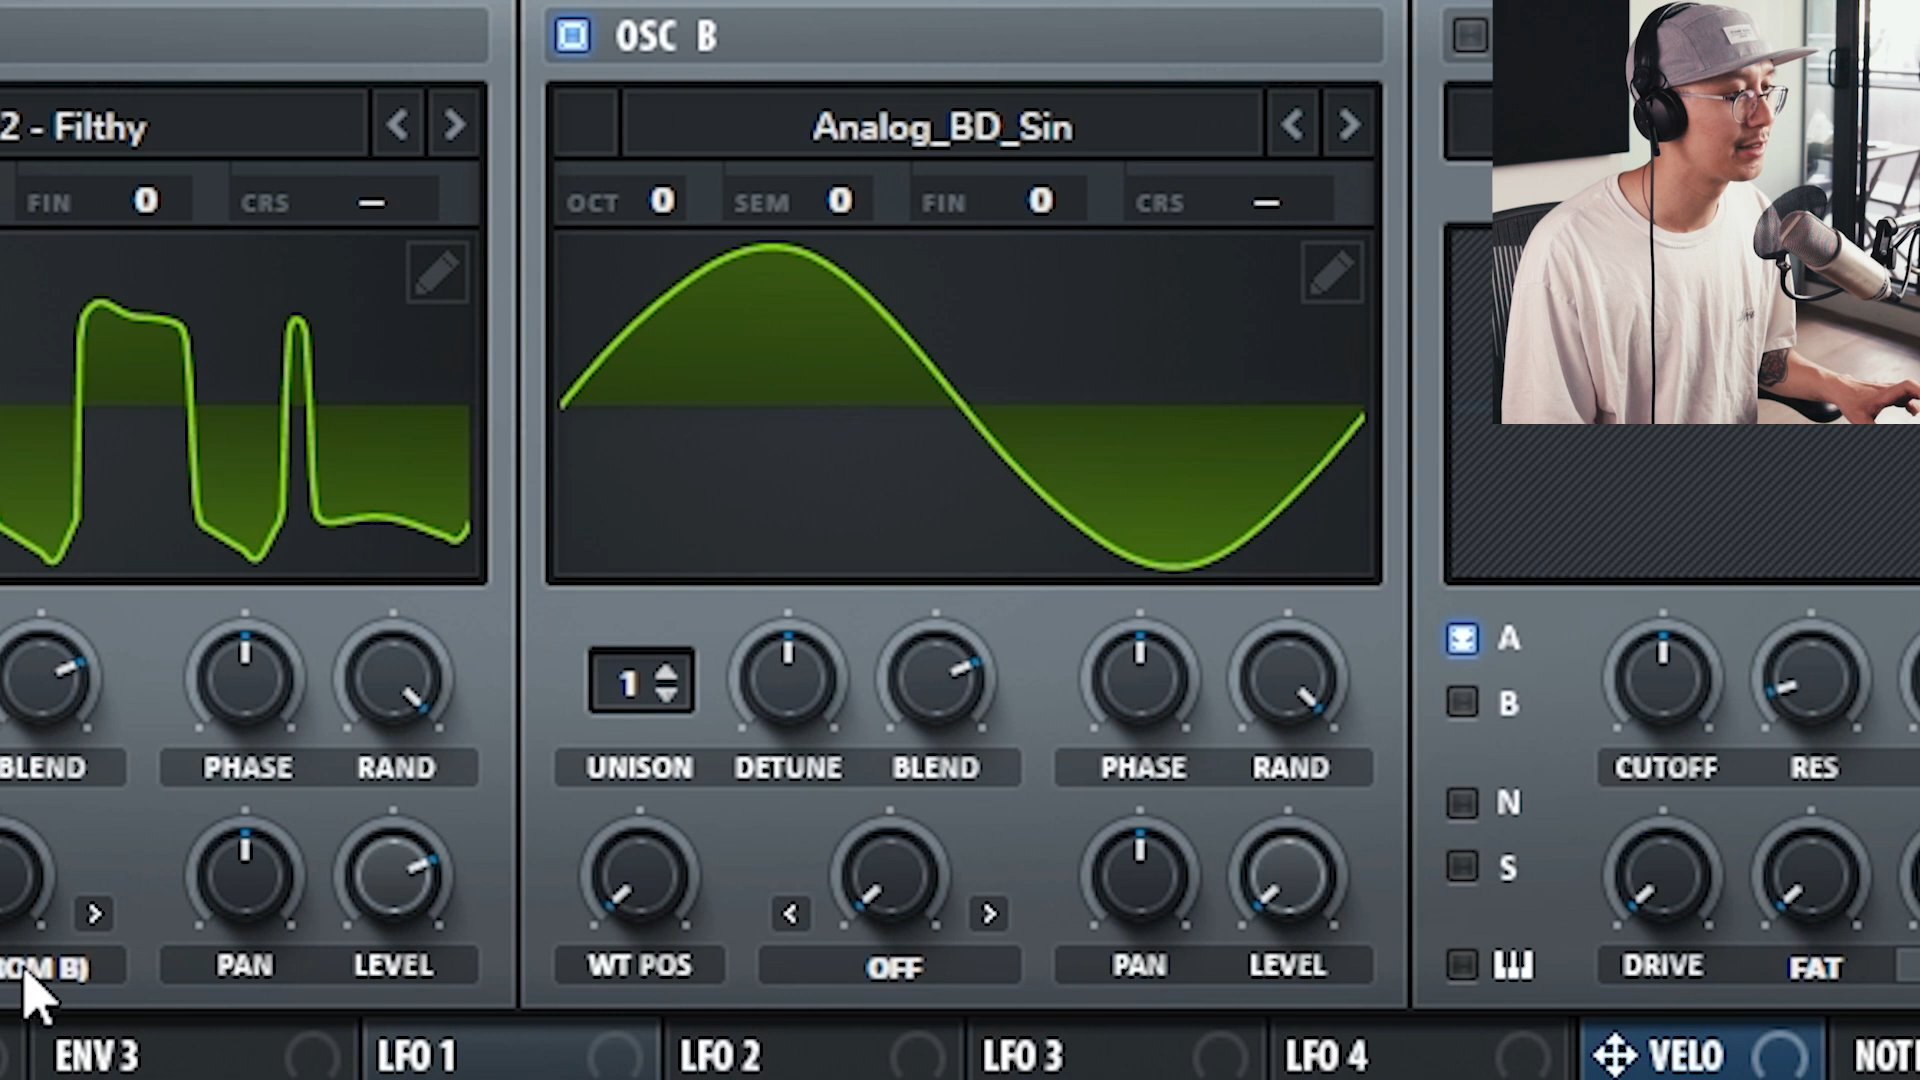 OSC B
2 - Filthy
< >
Analog_BD_Sin
< >
FIN 0 CRS –
OCT 0 SEM 0 FIN 0 CRS –
1
A
B
BLEND PHASE RAND
UNISON DETUNE BLEND PHASE RAND
CUTOFF RES
N
S
< >
B) PAN LEVEL
WT POS OFF PAN LEVEL
DRIVE FAT
ENV 3 LFO 1 LFO 2 LFO 3 LFO 4 VELO